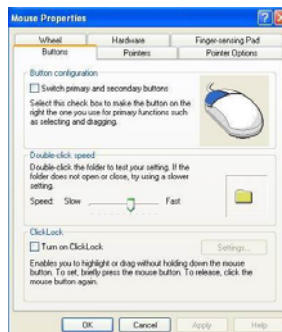 Mouse Properties
Wheel Hardware Finger-sensing Pad
Buttons Pointers Pointer Options
Button configuration
Switch primary and secondary buttons
Select this check box to make the button on the
right the one you use for primary functions such
as selecting and dragging.
Double-click speed
Double-click the folder to test your setting. If the
folder does not open or close, try using a slower
setting.
Speed: Slow Fast
ClickLock
Turn on ClickLock Settings...
Enables you to highlight or drag without holding down the mouse
button. To set, briefly press the mouse button. To release, click the
mouse button again.
OK Cancel Apply Help